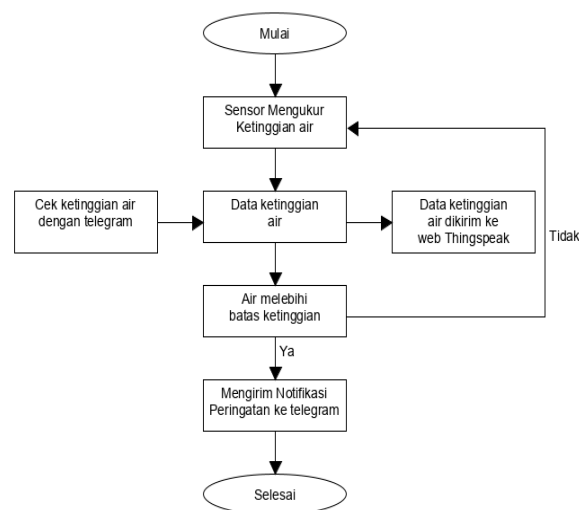 Mulai
Sensor Mengukur
Ketinggian air
Cek ketinggian air
dengan telegram
Data ketinggian
air
Data ketinggian
air dikirim ke
web Thingspeak
Tidak
Air melebihi
batas ketinggian
Ya
Mengirim Notifikasi
Peringatan ke telegram
Selesai